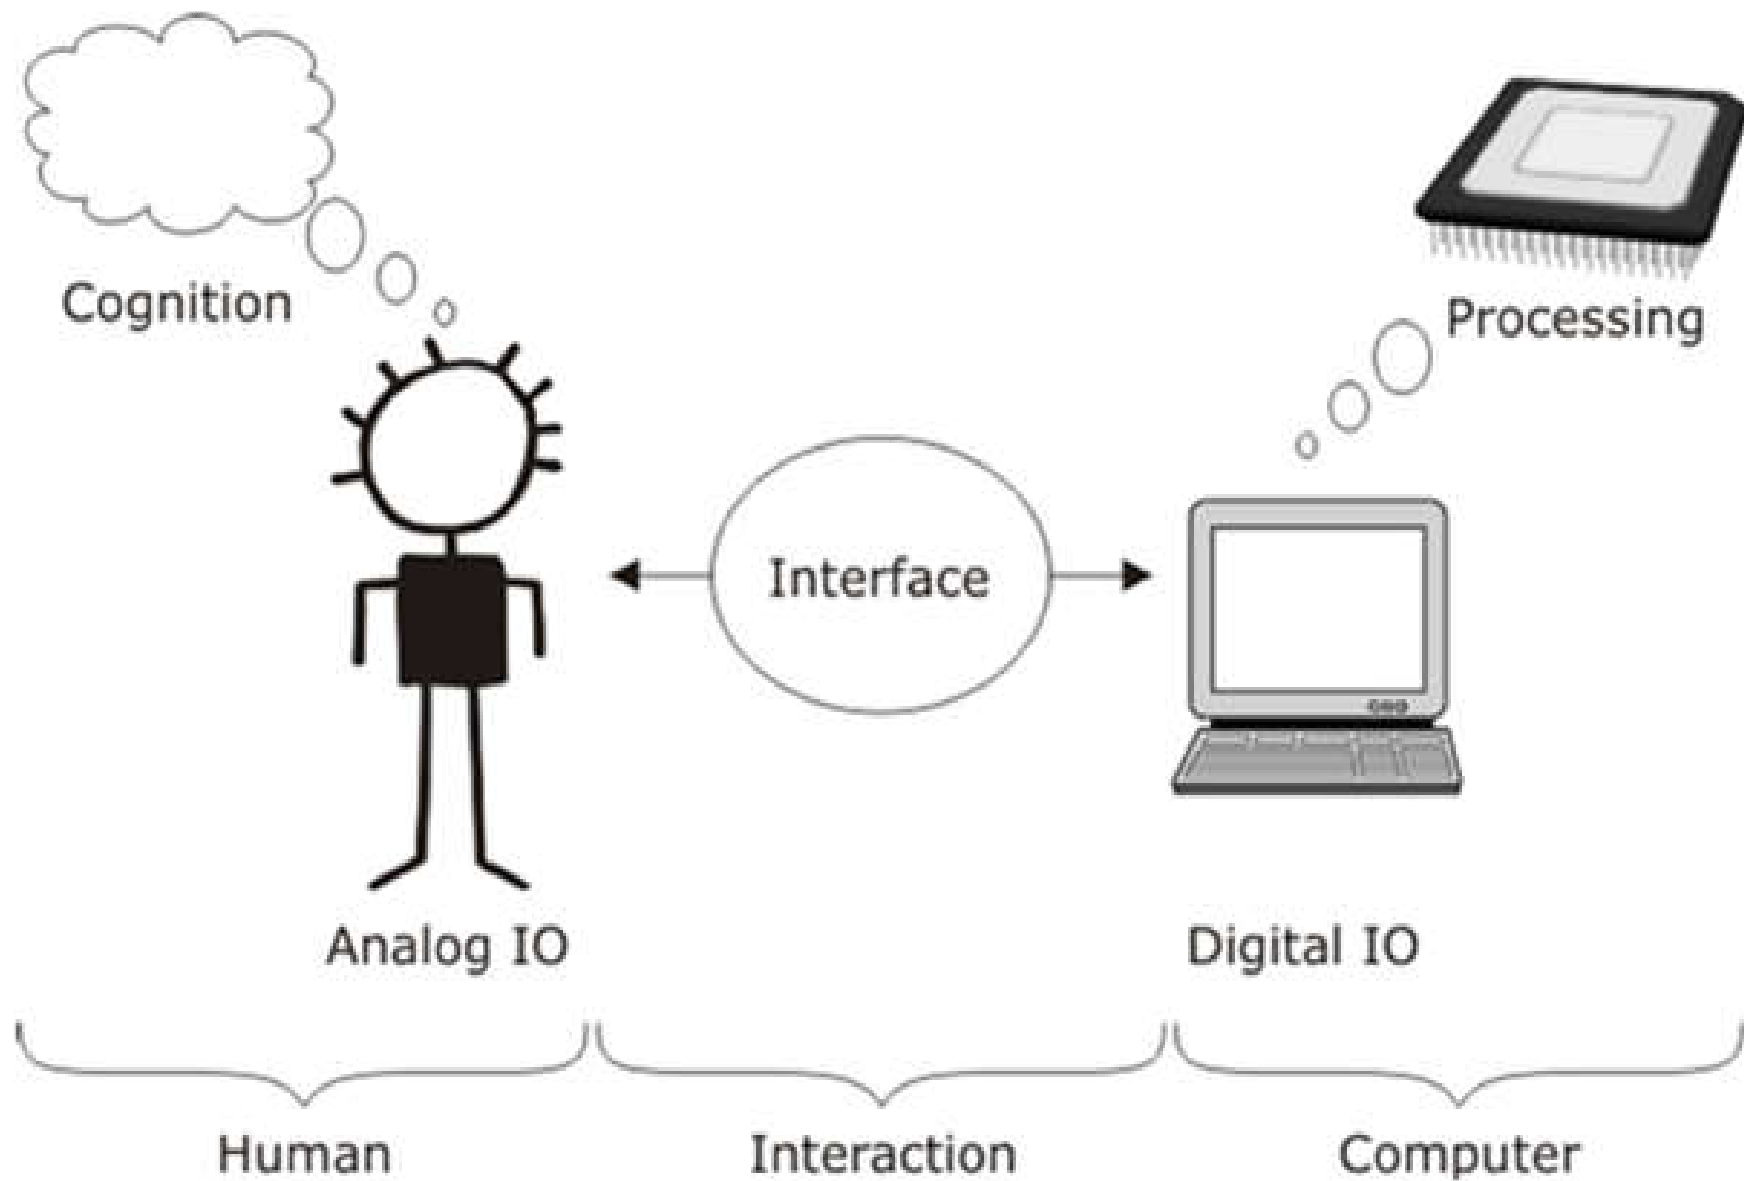 Cognition
Processing
Interface
Analog IO
Digital IO
Human
Interaction
Computer